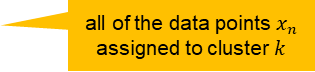 all of the data points xₙ
assigned to cluster k